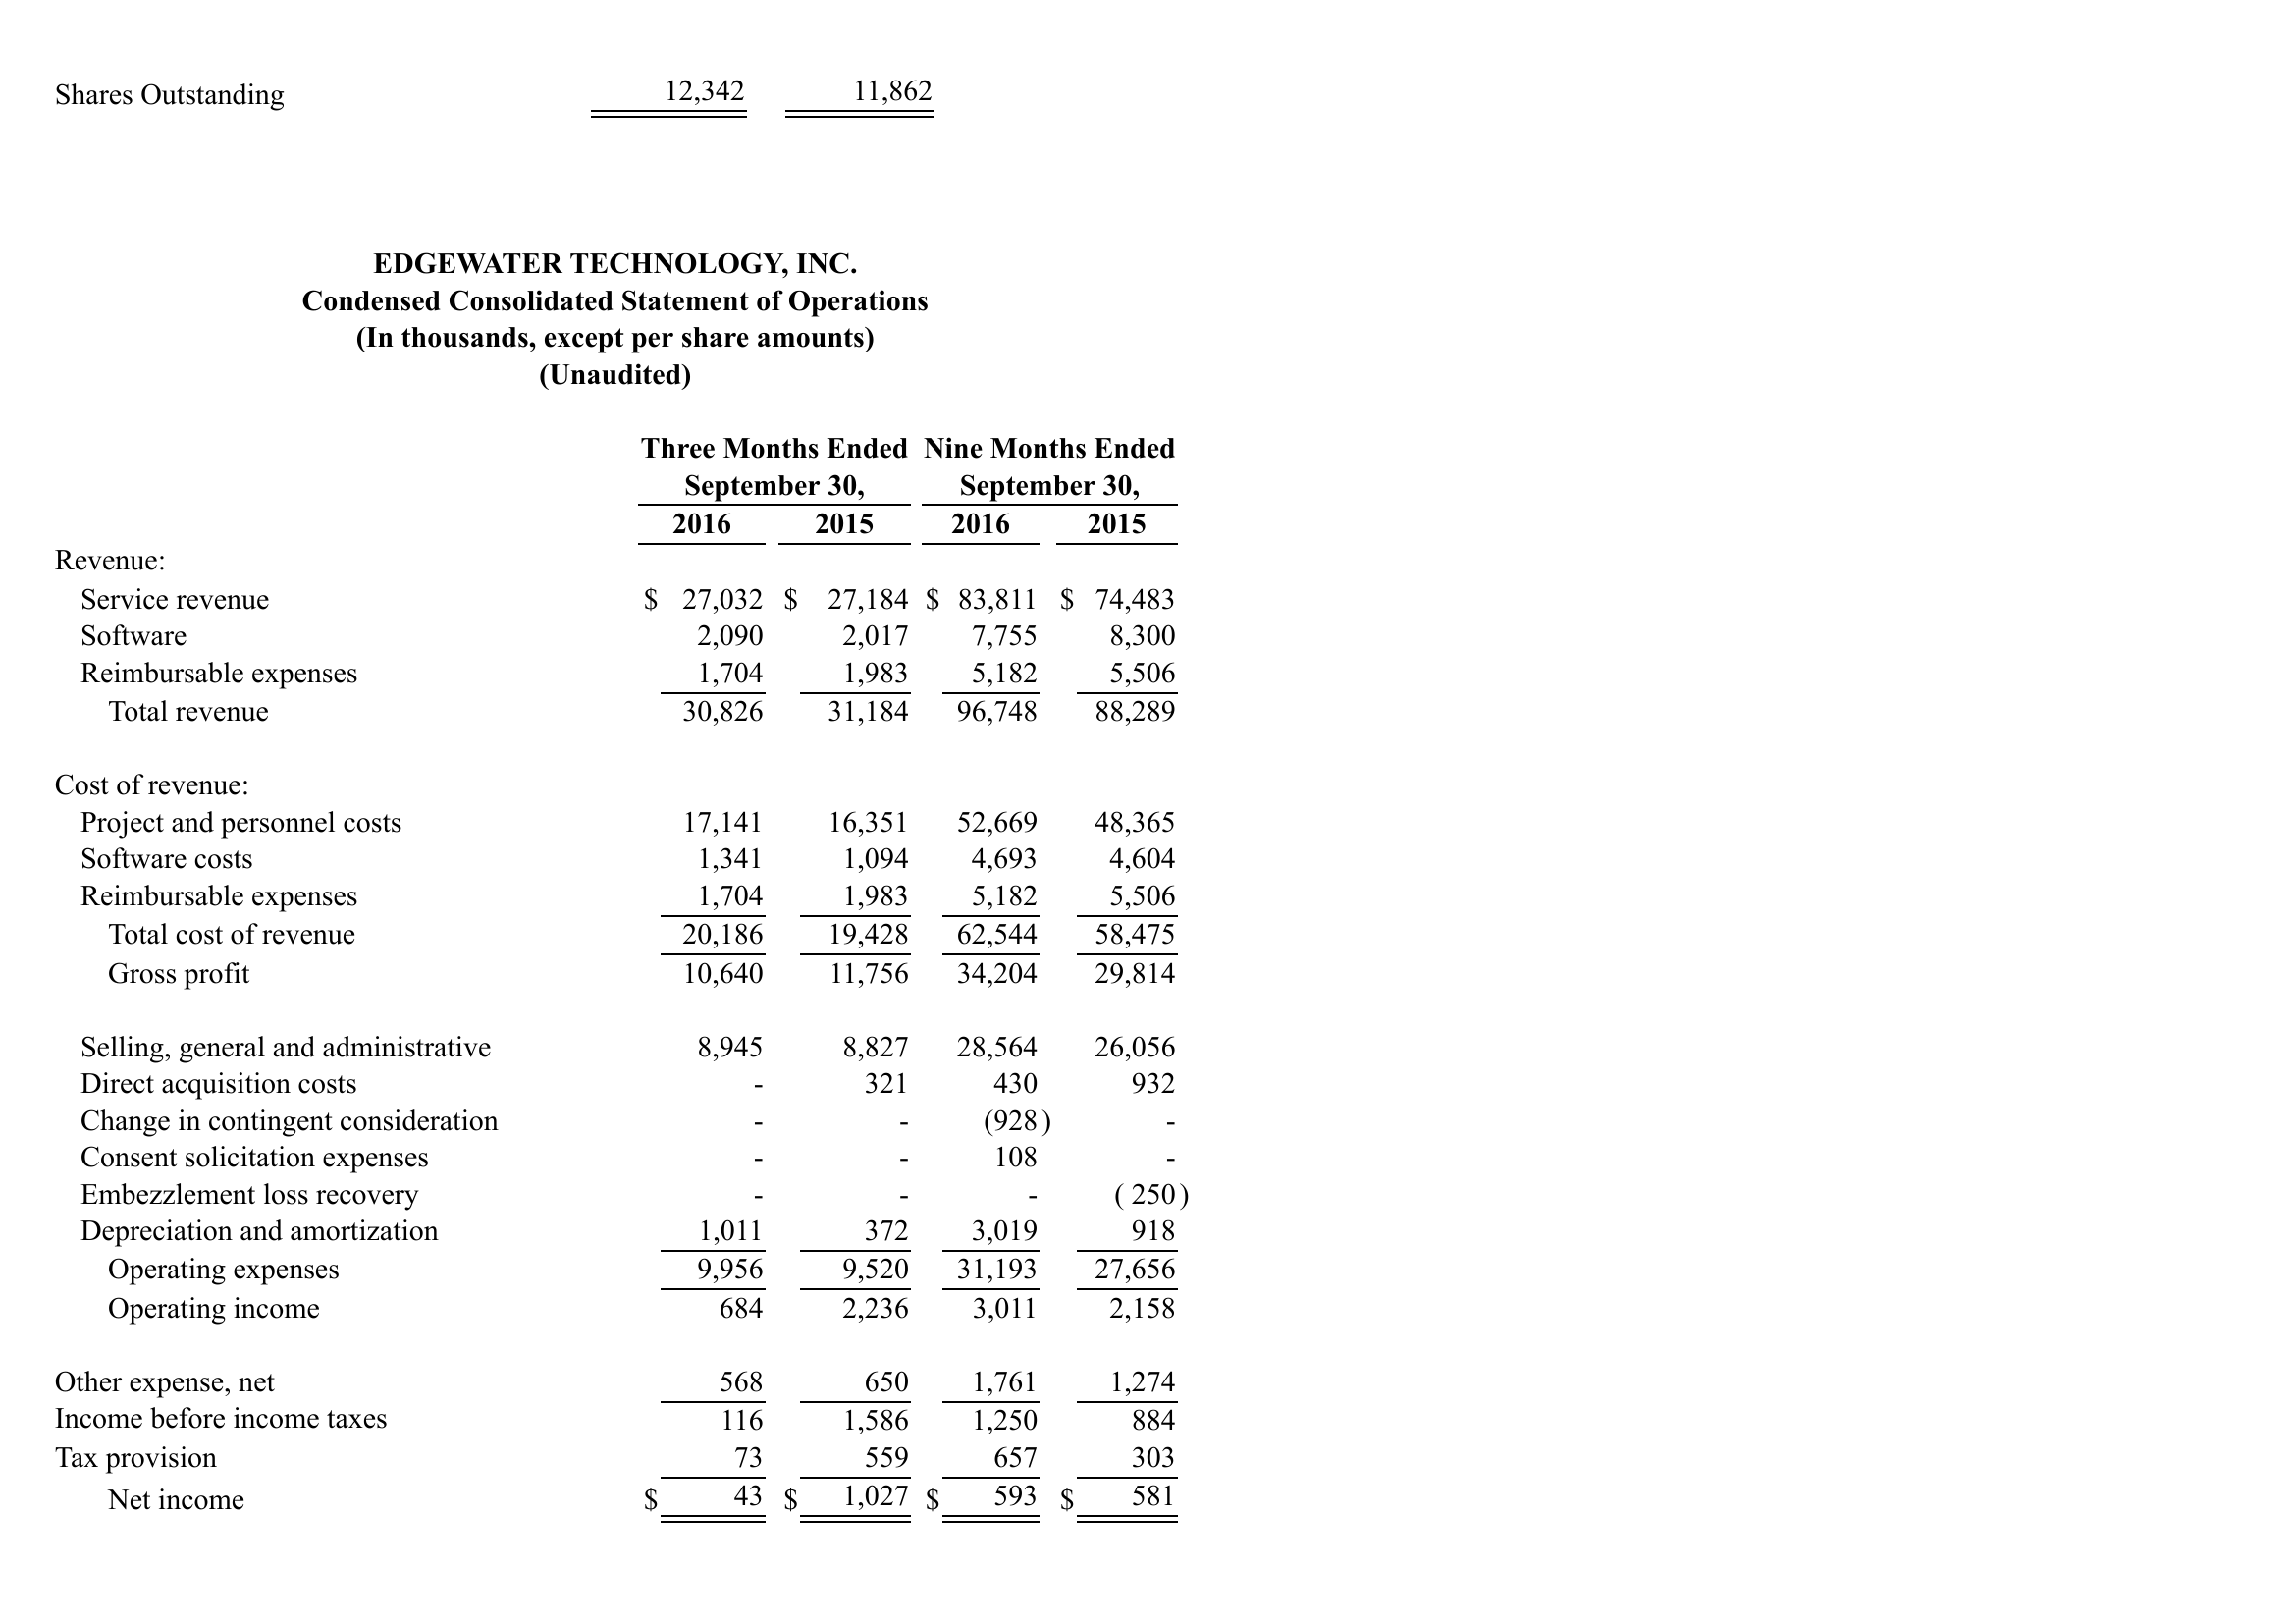 Shares Outstanding 12,342 11,862
EDGEWATER TECHNOLOGY, INC.
Condensed Consolidated Statement of Operations
(In thousands, except per share amounts)
(Unaudited)
Three Months Ended Nine Months Ended
September 30, September 30,
2016 2015 2016 2015
Revenue:
Service revenue $ 27,032 $ 27,184 $ 83,811 $ 74,483
Software 2,090 2,017 7,755 8,300
Reimbursable expenses 1,704 1,983 5,182 5,506
Total revenue 30,826 31,184 96,748 88,289
Cost of revenue:
Project and personnel costs 17,141 16,351 52,669 48,365
Software costs 1,341 1,094 4,693 4,604
Reimbursable expenses 1,704 1,983 5,182 5,506
Total cost of revenue 20,186 19,428 62,544 58,475
Gross profit 10,640 11,756 34,204 29,814
Selling, general and administrative 8,945 8,827 28,564 26,056
Direct acquisition costs - 321 430 932
Change in contingent consideration - - (928) -
Consent solicitation expenses - - 108 -
Embezzlement loss recovery - - - ( 250)
Depreciation and amortization 1,011 372 3,019 918
Operating expenses 9,956 9,520 31,193 27,656
Operating income 684 2,236 3,011 2,158
Other expense, net 568 650 1,761 1,274
Income before income taxes 116 1,586 1,250 884
Tax provision 73 559 657 303
Net income $ 43 $ 1,027 $ 593 $ 581